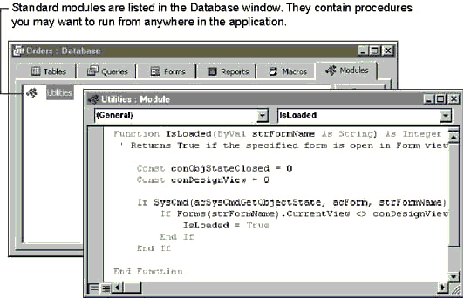 Standard modules are listed in the Database window. They contain procedures
you may want to run from anywhere in the application.
Orders : Database
Tables Queries Forms Reports Macros Modules
Utilities
Utilities : Module
(General) IsLoaded
Function IsLoaded(ByVal strFormName As String) As Integer
' Returns True if the specified form is open in Form view
Const conObjStateClosed = 0
Const conDesignView = 0
If SysCmd(acSysCmdGetObjectState, acForm, strFormName)
If Forms(strFormName).CurrentView <> conDesignView
IsLoaded = True
End If
End If
End Function